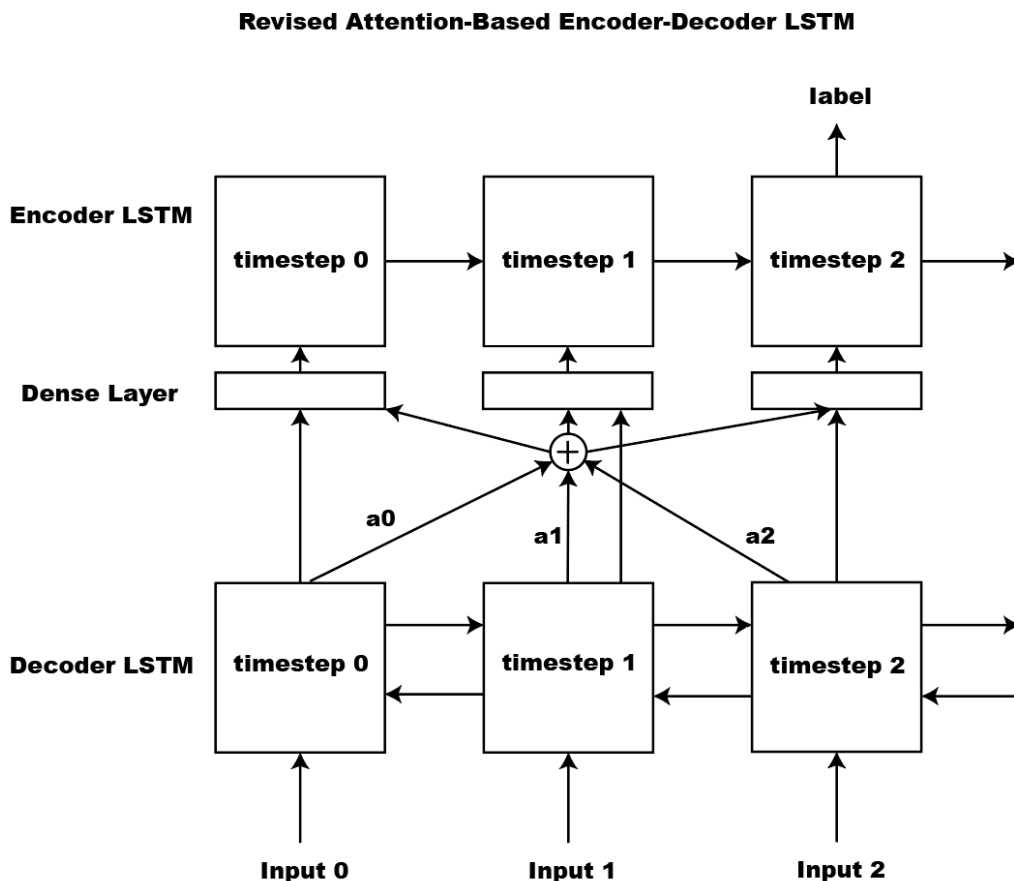 Revised Attention-Based Encoder-Decoder LSTM
label
Encoder LSTM
timestep 0
timestep 1
timestep 2
Dense Layer
a0
a1
a2
Decoder LSTM
timestep 0
timestep 1
timestep 2
Input 0
Input 1
Input 2